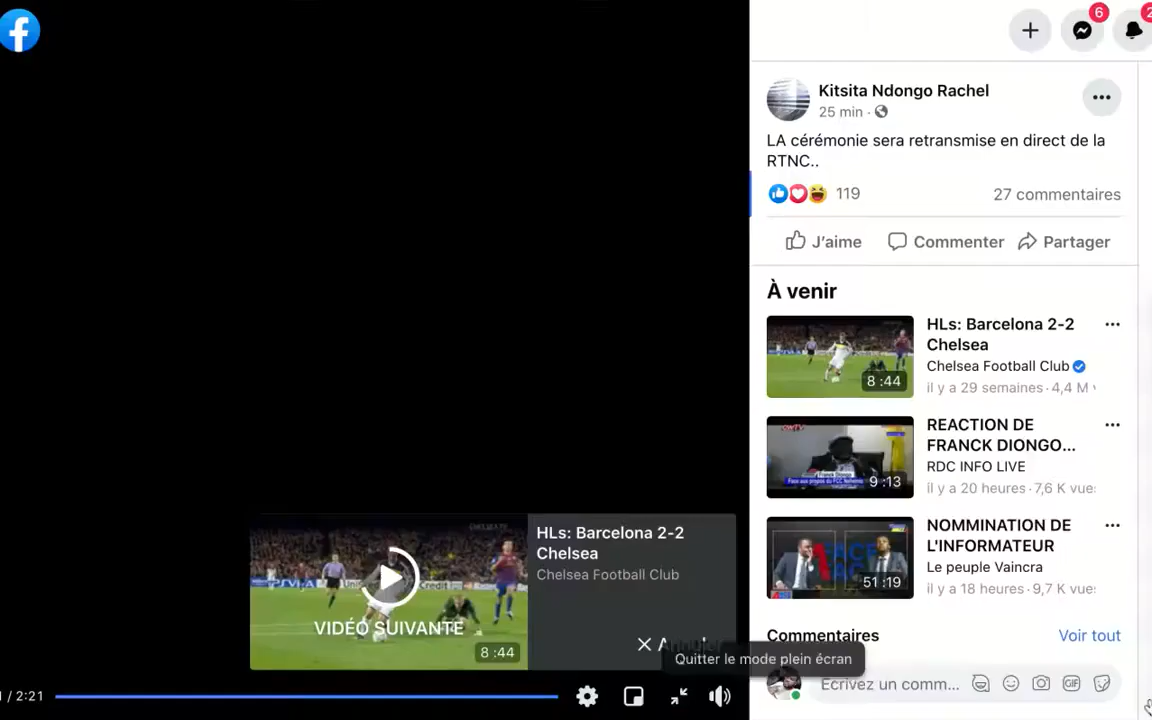 6
2
Kitsita Ndongo Rachel
25 min ·
LA cérémonie sera retransmise en direct de la
RTNC..
119
27 commentaires
J'aime
Commenter
Partager
À venir
HLs: Barcelona 2-2
Chelsea
Chelsea Football Club
il y a 29 semaines · 4,4 M
8:44
REACTION DE
FRANCK DIONGO...
RDC INFO LIVE
il y a 20 heures · 7,6 K vue
9:13
NOMMINATION DE
L'INFORMATEUR
Le peuple Vaincra
il y a 18 heures · 9,7 K vue
51:19
HLs: Barcelona 2-2
Chelsea
Chelsea Football Club
VIDÉO SUIVANTE
8:44
Quitter le mode plein écran
Commentaires
Voir tout
Écrivez un comm...
GIF
/ 2:21